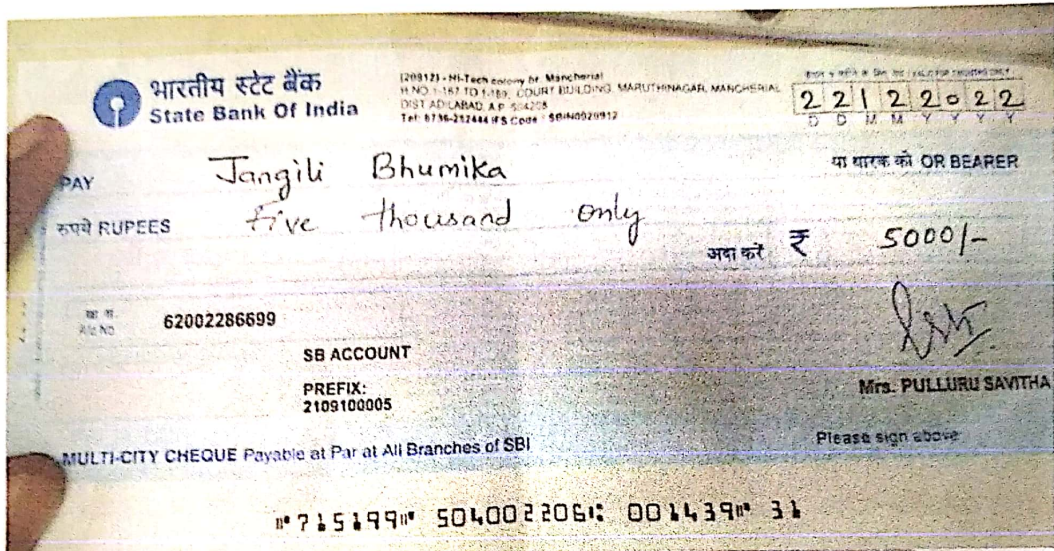 भारतीय स्टेट बैंक
State Bank Of India
(20912) - Hi-Tech colony br. Mancherial
H.NO 1-187 TO 1-189, COURT BUILDING, MARUTHINAGAR, MANCHERIAL
DIST ADILABAD, A.P. 504208
Tel: 8736-252444 IFS Code : SBIN0020912
22122022
D D M M Y Y Y Y
PAY Jangili Bhumika या धारक को OR BEARER
रुपये RUPEES Five thousand only
अदा करें ₹ 5000/-
A/c No 62002286699
SB ACCOUNT
PREFIX:
2109100005
Mrs. PULLURU SAVITHA
MULTI-CITY CHEQUE Payable at Par at All Branches of SBI
Please sign above
⑈715199⑈ 504002206⑆ 001439⑈ 31